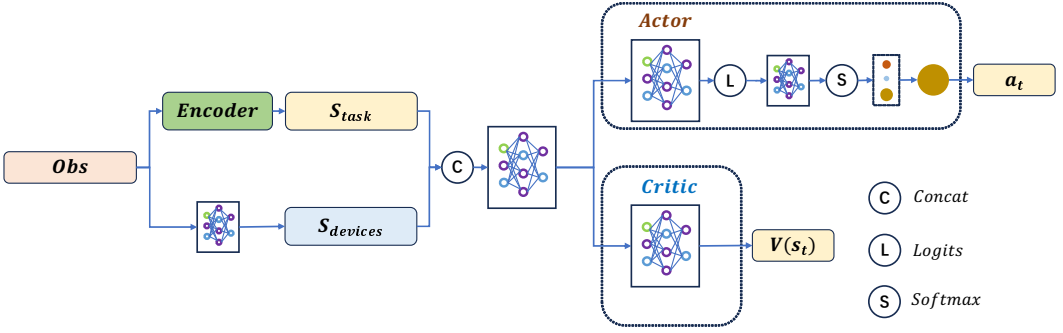 Actor
L
S
a_t
Encoder
S_task
Obs
C
Critic
S_devices
V(s_t)
C Concat
L Logits
S Softmax